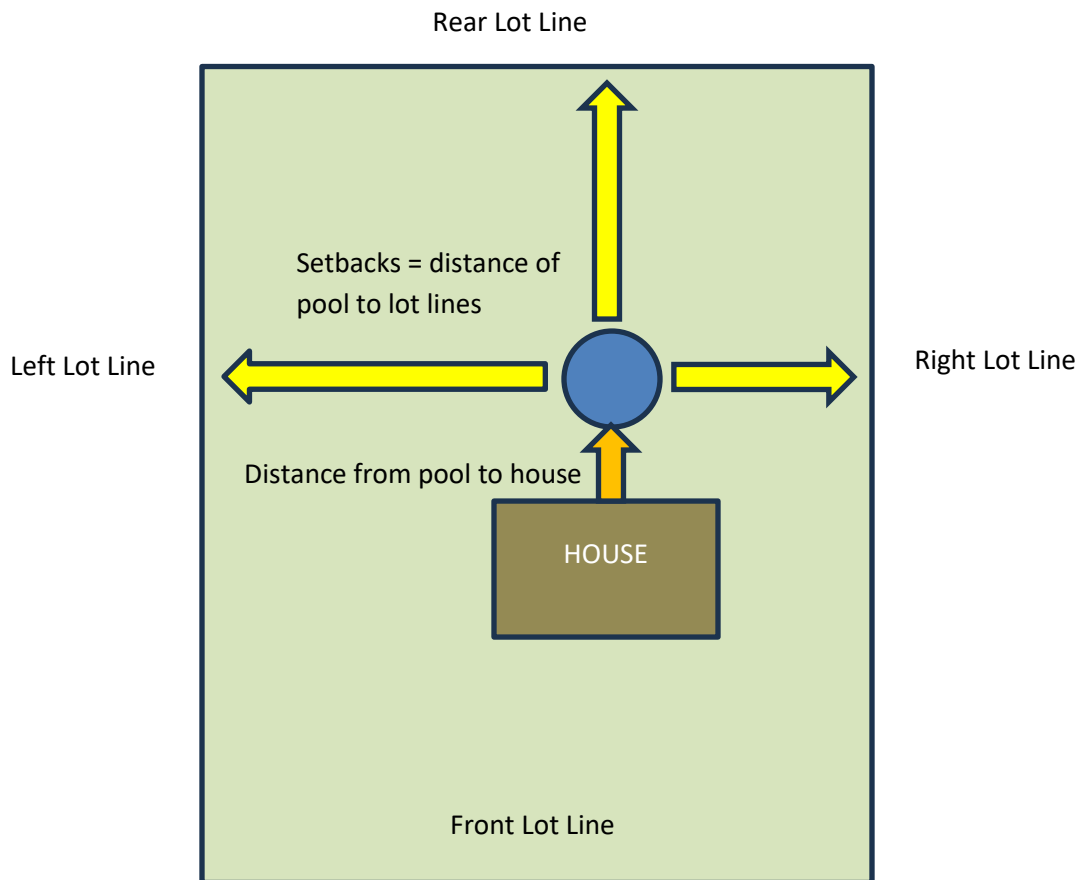 Rear Lot Line
Setbacks = distance of
pool to lot lines
Left Lot Line
Right Lot Line
Distance from pool to house
HOUSE
Front Lot Line